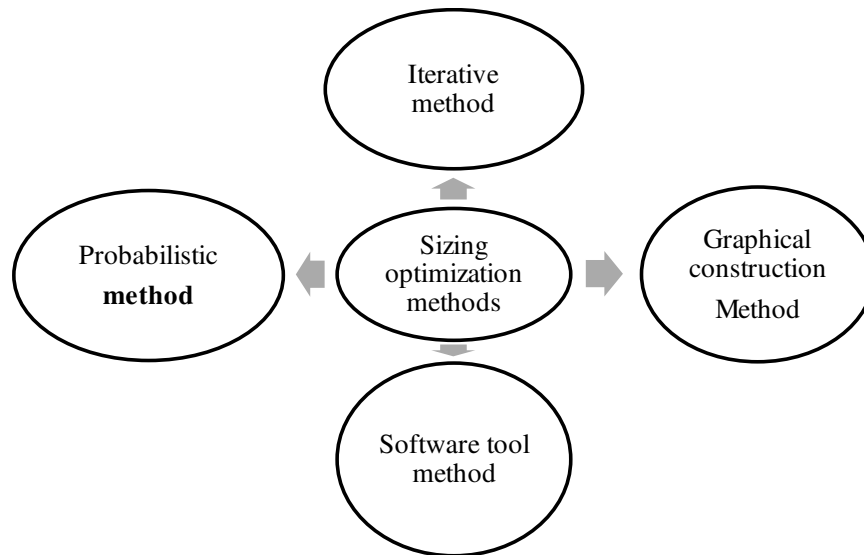 Iterative
method
Probabilistic
method
Sizing
optimization
methods
Graphical
construction
Method
Software tool
method